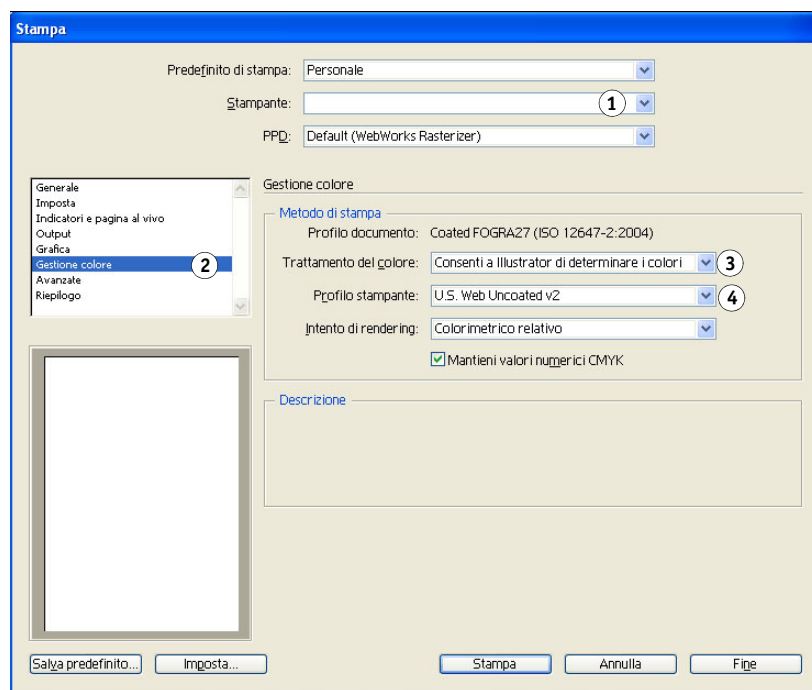 Stampa
Predefinito di stampa: Personale
Stampante: 1
PPD: Default (WebWorks Rasterizer)
Generale
Imposta
Indicatori e pagina al vivo
Output
Grafica
Gestione colore 2
Avanzate
Riepilogo
Gestione colore
Metodo di stampa
Profilo documento: Coated FOGRA27 (ISO 12647-2:2004)
Trattamento del colore: Consenti a Illustrator di determinare i colori 3
Profilo stampante: U.S. Web Uncoated v2 4
Intento di rendering: Colorimetrico relativo
Mantieni valori numerici CMYK
Descrizione
Salva predefinito... Imposta... Stampa Annulla Fine